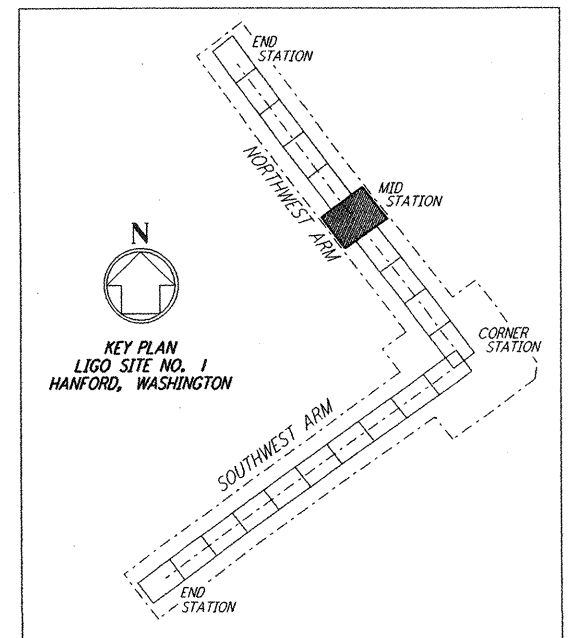 END
STATION
NORTHWEST ARM
MID
STATION
N
KEY PLAN
LIGO SITE NO. 1
HANFORD, WASHINGTON
CORNER
STATION
SOUTHWEST ARM
END
STATION